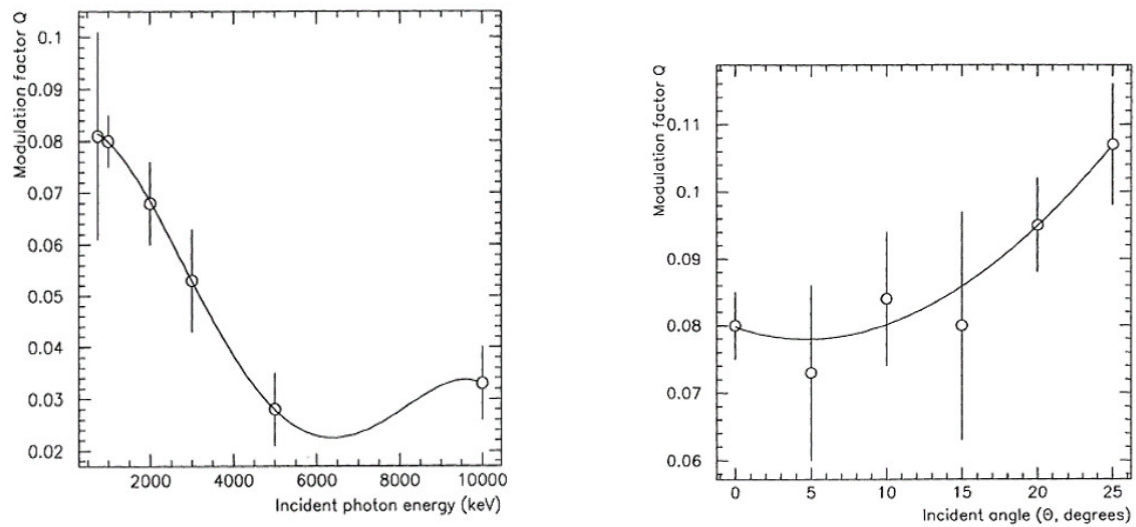 Modulation factor Q
0.1
0.09
0.08
0.07
0.06
0.05
0.04
0.03
0.02
2000 4000 6000 8000 10000
Incident photon energy (keV)
Modulation factor Q
0.11
0.1
0.09
0.08
0.07
0.06
0 5 10 15 20 25
Incident angle (Θ, degrees)